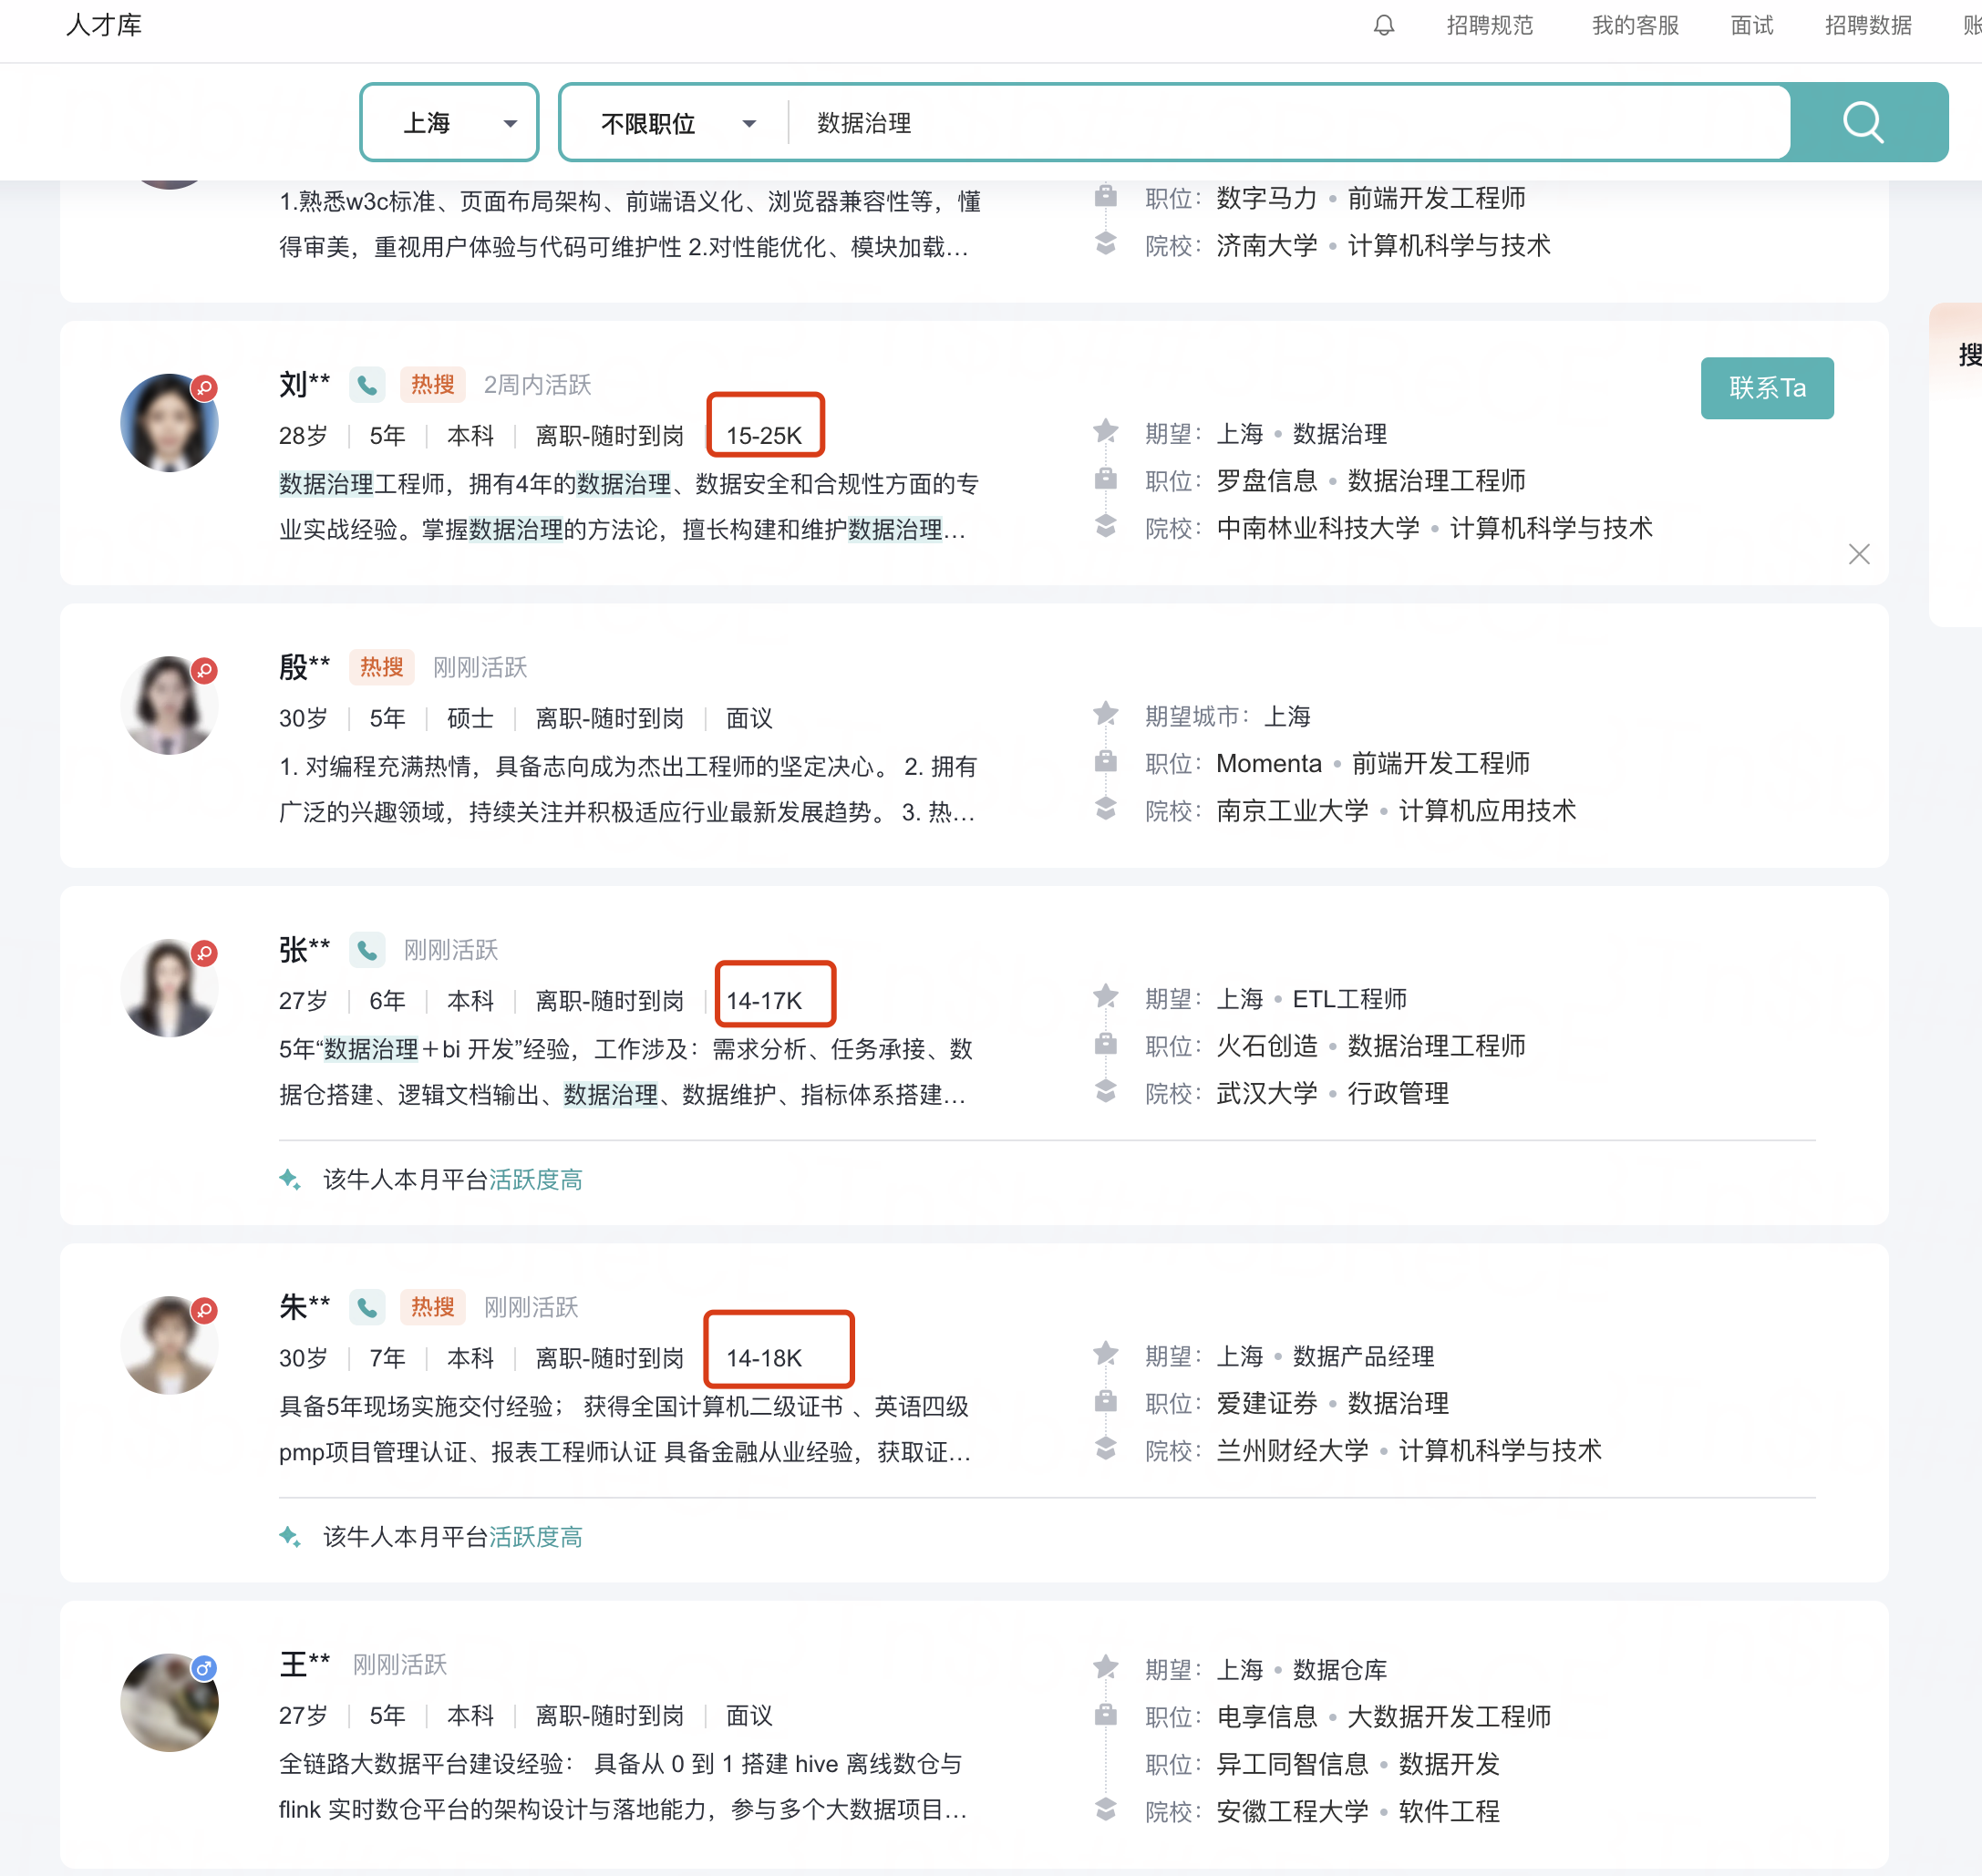 人才库
招聘规范 我的客服 面试 招聘数据 账
上海 不限职位 数据治理
1.熟悉w3c标准、页面布局架构、前端语义化、浏览器兼容性等，懂
得审美，重视用户体验与代码可维护性 2.对性能优化、模块加载...
职位：数字马力 • 前端开发工程师
院校：济南大学 • 计算机科学与技术
搜
刘** 热搜 2周内活跃
28岁 | 5年 | 本科 | 离职-随时到岗 | 15-25K
数据治理工程师，拥有4年的数据治理、数据安全和合规性方面的专
业实战经验。掌握数据治理的方法论，擅长构建和维护数据治理...
期望：上海 • 数据治理
职位：罗盘信息 • 数据治理工程师
院校：中南林业科技大学 • 计算机科学与技术
联系Ta
殷** 热搜 刚刚活跃
30岁 | 5年 | 硕士 | 离职-随时到岗 | 面议
1. 对编程充满热情，具备志向成为杰出工程师的坚定决心。 2. 拥有
广泛的兴趣领域，持续关注并积极适应行业最新发展趋势。 3. 热...
期望城市：上海
职位：Momenta • 前端开发工程师
院校：南京工业大学 • 计算机应用技术
张** 刚刚活跃
27岁 | 6年 | 本科 | 离职-随时到岗 | 14-17K
5年“数据治理＋bi 开发”经验，工作涉及：需求分析、任务承接、数
据仓搭建、逻辑文档输出、数据治理、数据维护、指标体系搭建...
期望：上海 • ETL工程师
职位：火石创造 • 数据治理工程师
院校：武汉大学 • 行政管理
该牛人本月平台活跃度高
朱** 热搜 刚刚活跃
30岁 | 7年 | 本科 | 离职-随时到岗 14-18K
具备5年现场实施交付经验； 获得全国计算机二级证书 、英语四级
pmp项目管理认证、报表工程师认证 具备金融从业经验，获取证...
期望：上海 • 数据产品经理
职位：爱建证券 • 数据治理
院校：兰州财经大学 • 计算机科学与技术
该牛人本月平台活跃度高
王** 刚刚活跃
27岁 | 5年 | 本科 | 离职-随时到岗 | 面议
全链路大数据平台建设经验： 具备从 0 到 1 搭建 hive 离线数仓与
flink 实时数仓平台的架构设计与落地能力，参与多个大数据项目...
期望：上海 • 数据仓库
职位：电享信息 • 大数据开发工程师
职位：异工同智信息 • 数据开发
院校：安徽工程大学 • 软件工程